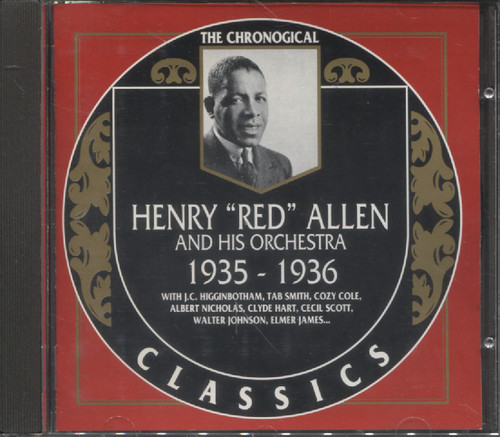 THE CHRONOGICAL
HENRY “RED” ALLEN
AND HIS ORCHESTRA
1935 - 1936
WITH J.C. HIGGINBOTHAM, TAB SMITH, COZY COLE,
ALBERT NICHOLAS, CLYDE HART, CECIL SCOTT,
WALTER JOHNSON, ELMER JAMES...
CLASSICS